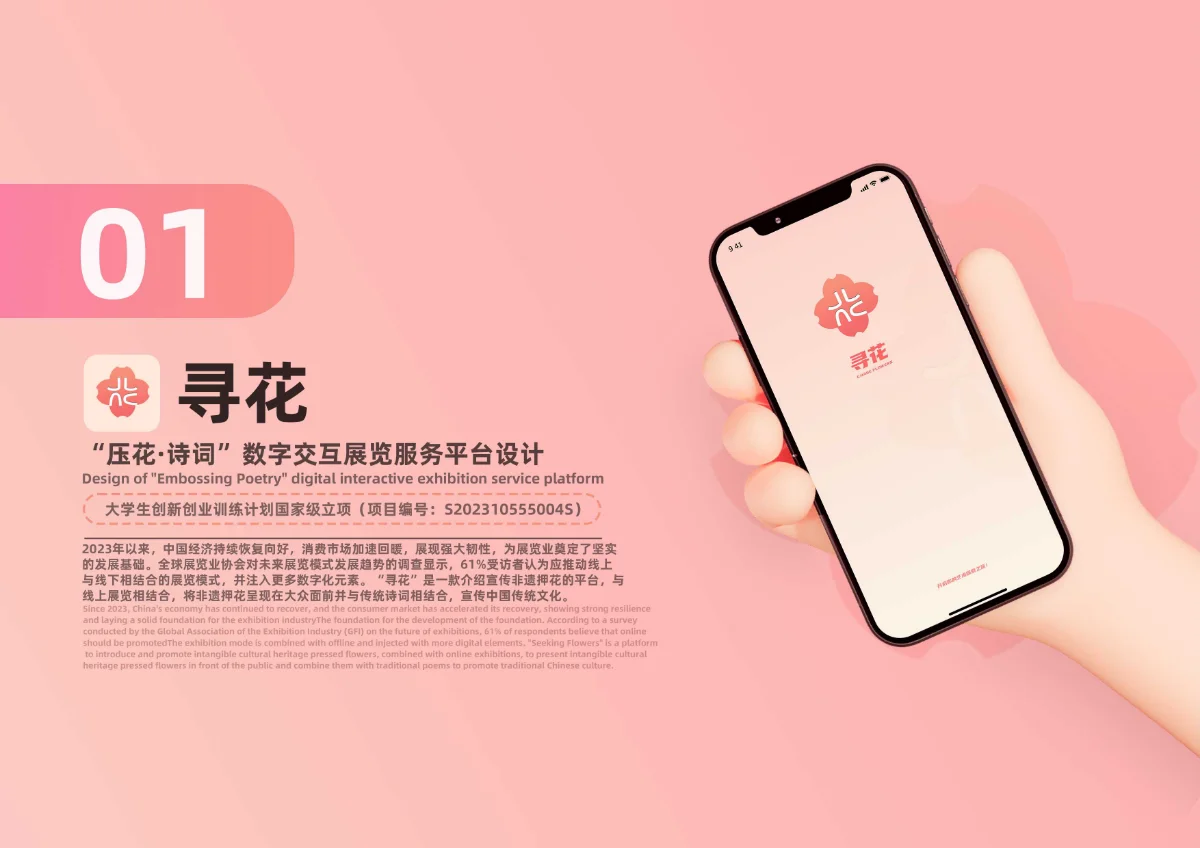 01
寻花
“压花·诗词”数字交互展览服务平台设计
Design of "Embossing Poetry" digital interactive exhibition service platform
大学生创新创业训练计划国家级立项（项目编号：S202310555004S）
2023年以来，中国经济持续恢复向好，消费市场加速回暖，展现强大韧性，为展览业奠定了坚实
的发展基础。全球展览业协会对未来展览模式发展趋势的调查显示，61%受访者认为应推动线上
与线下相结合的展览模式，并注入更多数字化元素。“寻花”是一款介绍宣传非遗押花的平台，与
线上展览相结合，将非遗押花呈现在大众面前并与传统诗词相结合，宣传中国传统文化。
Since 2023, China's economy has continued to recover, and the consumer market has accelerated its recovery, showing strong resilience
and laying a solid foundation for the exhibition industryThe foundation for the development of the foundation. According to a survey
conducted by the Global Association of the Exhibition Industry (GFI) on the future of exhibitions, 61% of respondents believe that online
should be promotedThe exhibition mode is combined with offline and injected with more digital elements. "Seeking Flowers" is a platform
to introduce and promote intangible cultural heritage pressed flowers, combined with online exhibitions, to present intangible cultural
heritage pressed flowers in front of the public and combine them with traditional poems to promote traditional Chinese culture.
9:41
寻花